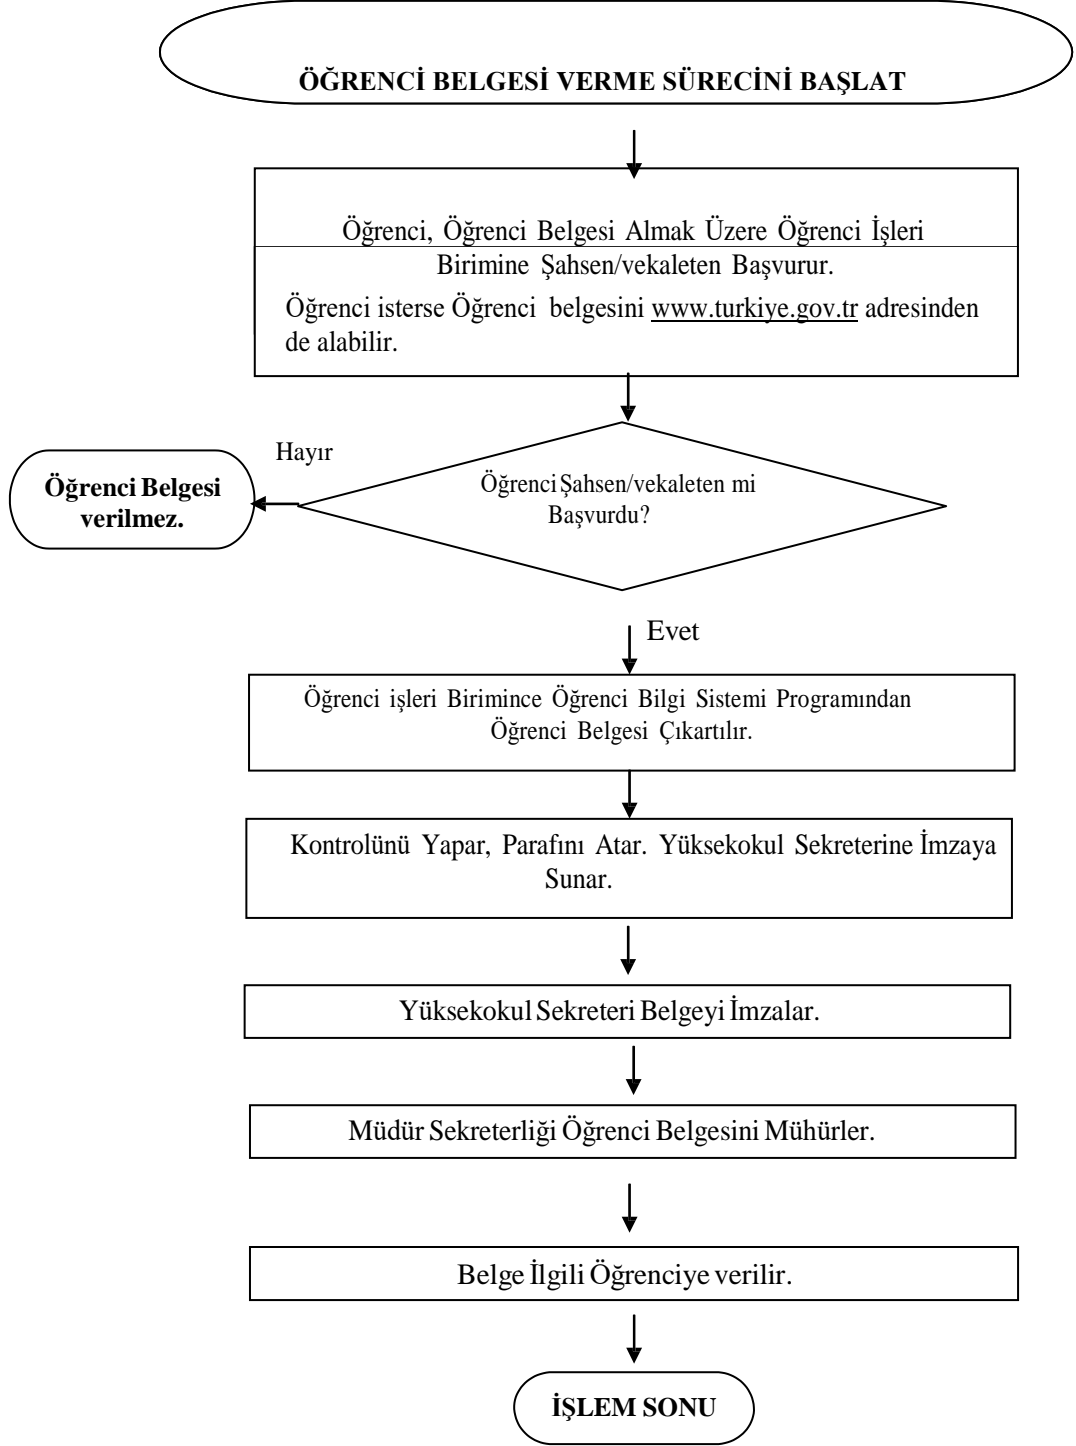 ÖĞRENCİ BELGESİ VERME SÜRECİNİ BAŞLAT
Öğrenci, Öğrenci Belgesi Almak Üzere Öğrenci İşleri
Birimine Şahsen/vekaleten Başvurur.
Öğrenci isterse Öğrenci belgesini www.turkiye.gov.tr adresinden
de alabilir.
Hayır
Öğrenci Belgesi
verilmez.
Öğrenci Şahsen/vekaleten mi
Başvurdu?
Evet
Öğrenci işleri Birimince Öğrenci Bilgi Sistemi Programından
Öğrenci Belgesi Çıkartılır.
Kontrolünü Yapar, Parafını Atar. Yüksekokul Sekreterine İmzaya
Sunar.
Yüksekokul Sekreteri Belgeyi İmzalar.
Müdür Sekreterliği Öğrenci Belgesini Mühürler.
Belge İlgili Öğrenciye verilir.
İŞLEM SONU